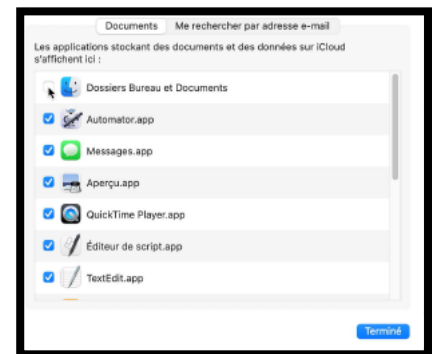 Documents Me rechercher par adresse e-mail
Les applications stockant des documents et des données sur iCloud
s'affichent ici :
Dossiers Bureau et Documents
Automator.app
Messages.app
Aperçu.app
QuickTime Player.app
Éditeur de script.app
TextEdit.app
Terminé